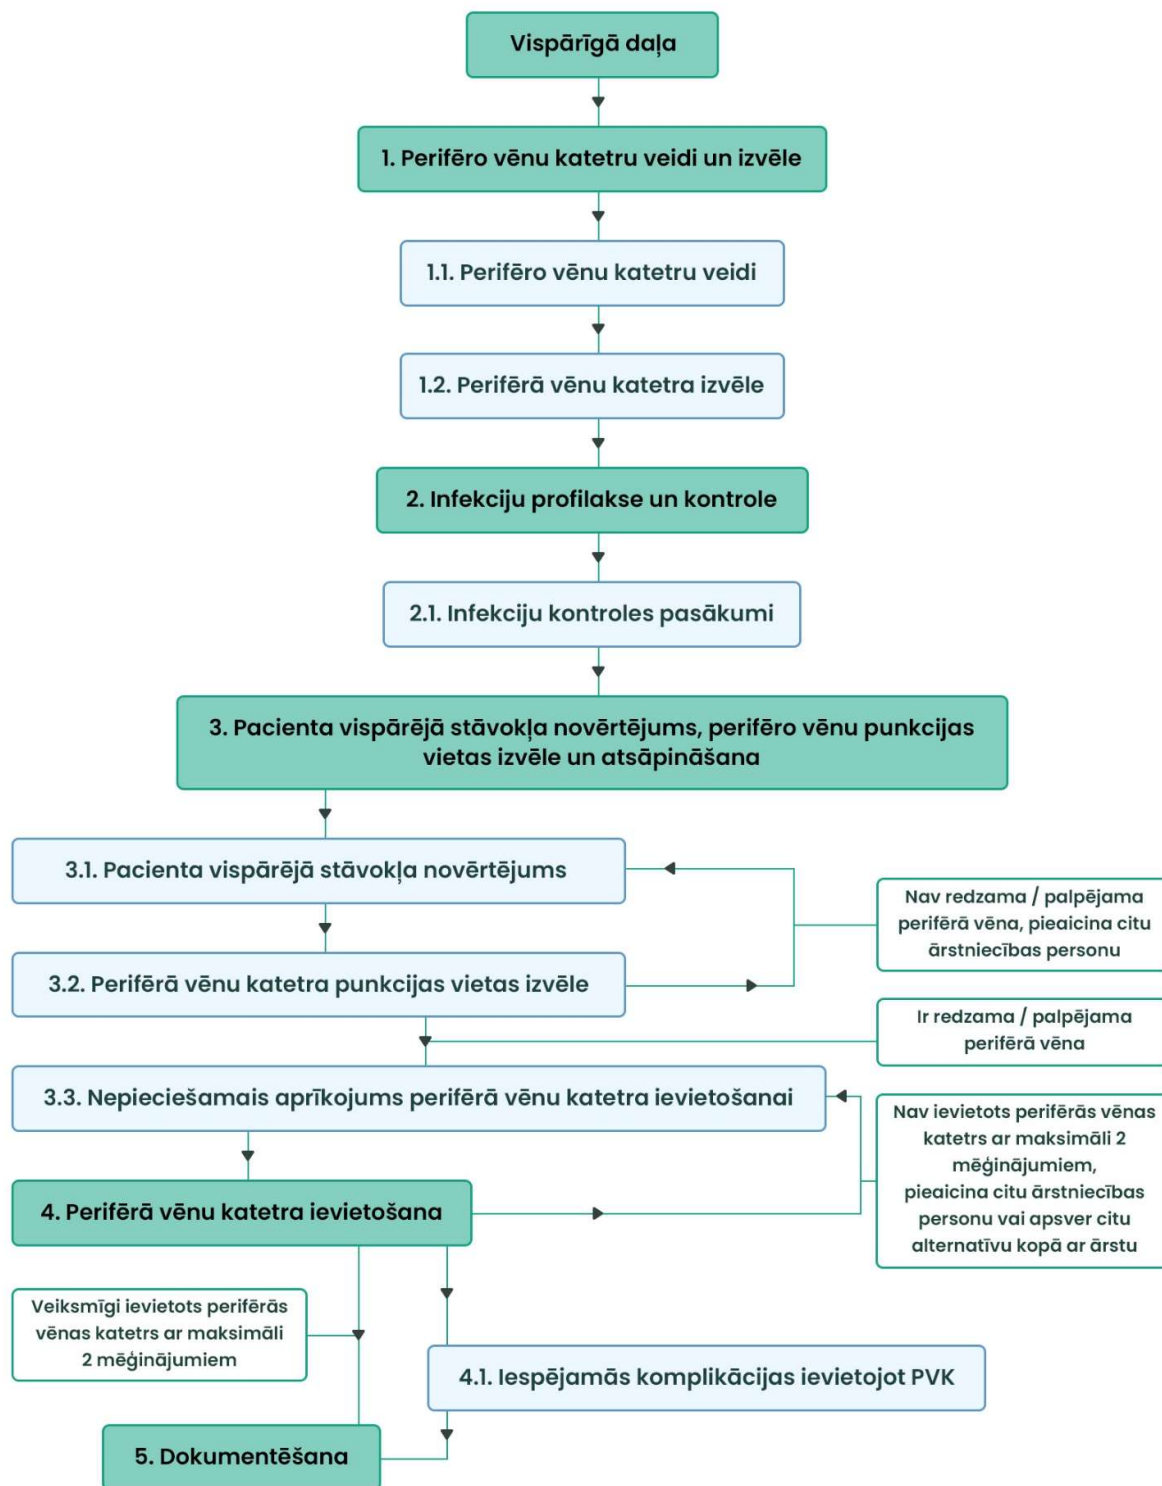 Vispārīgā daļa
1. Perifēro vēnu katetru veidi un izvēle
1.1. Perifēro vēnu katetru veidi
1.2. Perifērā vēnu katetra izvēle
2. Infekciju profilakse un kontrole
2.1. Infekciju kontroles pasākumi
3. Pacienta vispārējā stāvokļa novērtējums, perifēro vēnu punkcijas
vietas izvēle un atsāpināšana
3.1. Pacienta vispārējā stāvokļa novērtējums
Nav redzama / palpējama
perifērā vēna, pieaicina citu
ārstniecības personu
3.2. Perifērā vēnu katetra punkcijas vietas izvēle
Ir redzama / palpējama
perifērā vēna
3.3. Nepieciešamais aprīkojums perifērā vēnu katetra ievietošanai
Nav ievietots perifērās vēnas
katetrs ar maksimāli 2
mēģinājumiem,
pieaicina citu ārstniecības
personu vai apsver citu
alternatīvu kopā ar ārstu
4. Perifērā vēnu katetra ievietošana
Veiksmīgi ievietots perifērās
vēnas katetrs ar maksimāli
2 mēģinājumiem
4.1. Iespējamās komplikācijas ievietojot PVK
5. Dokumentēšana